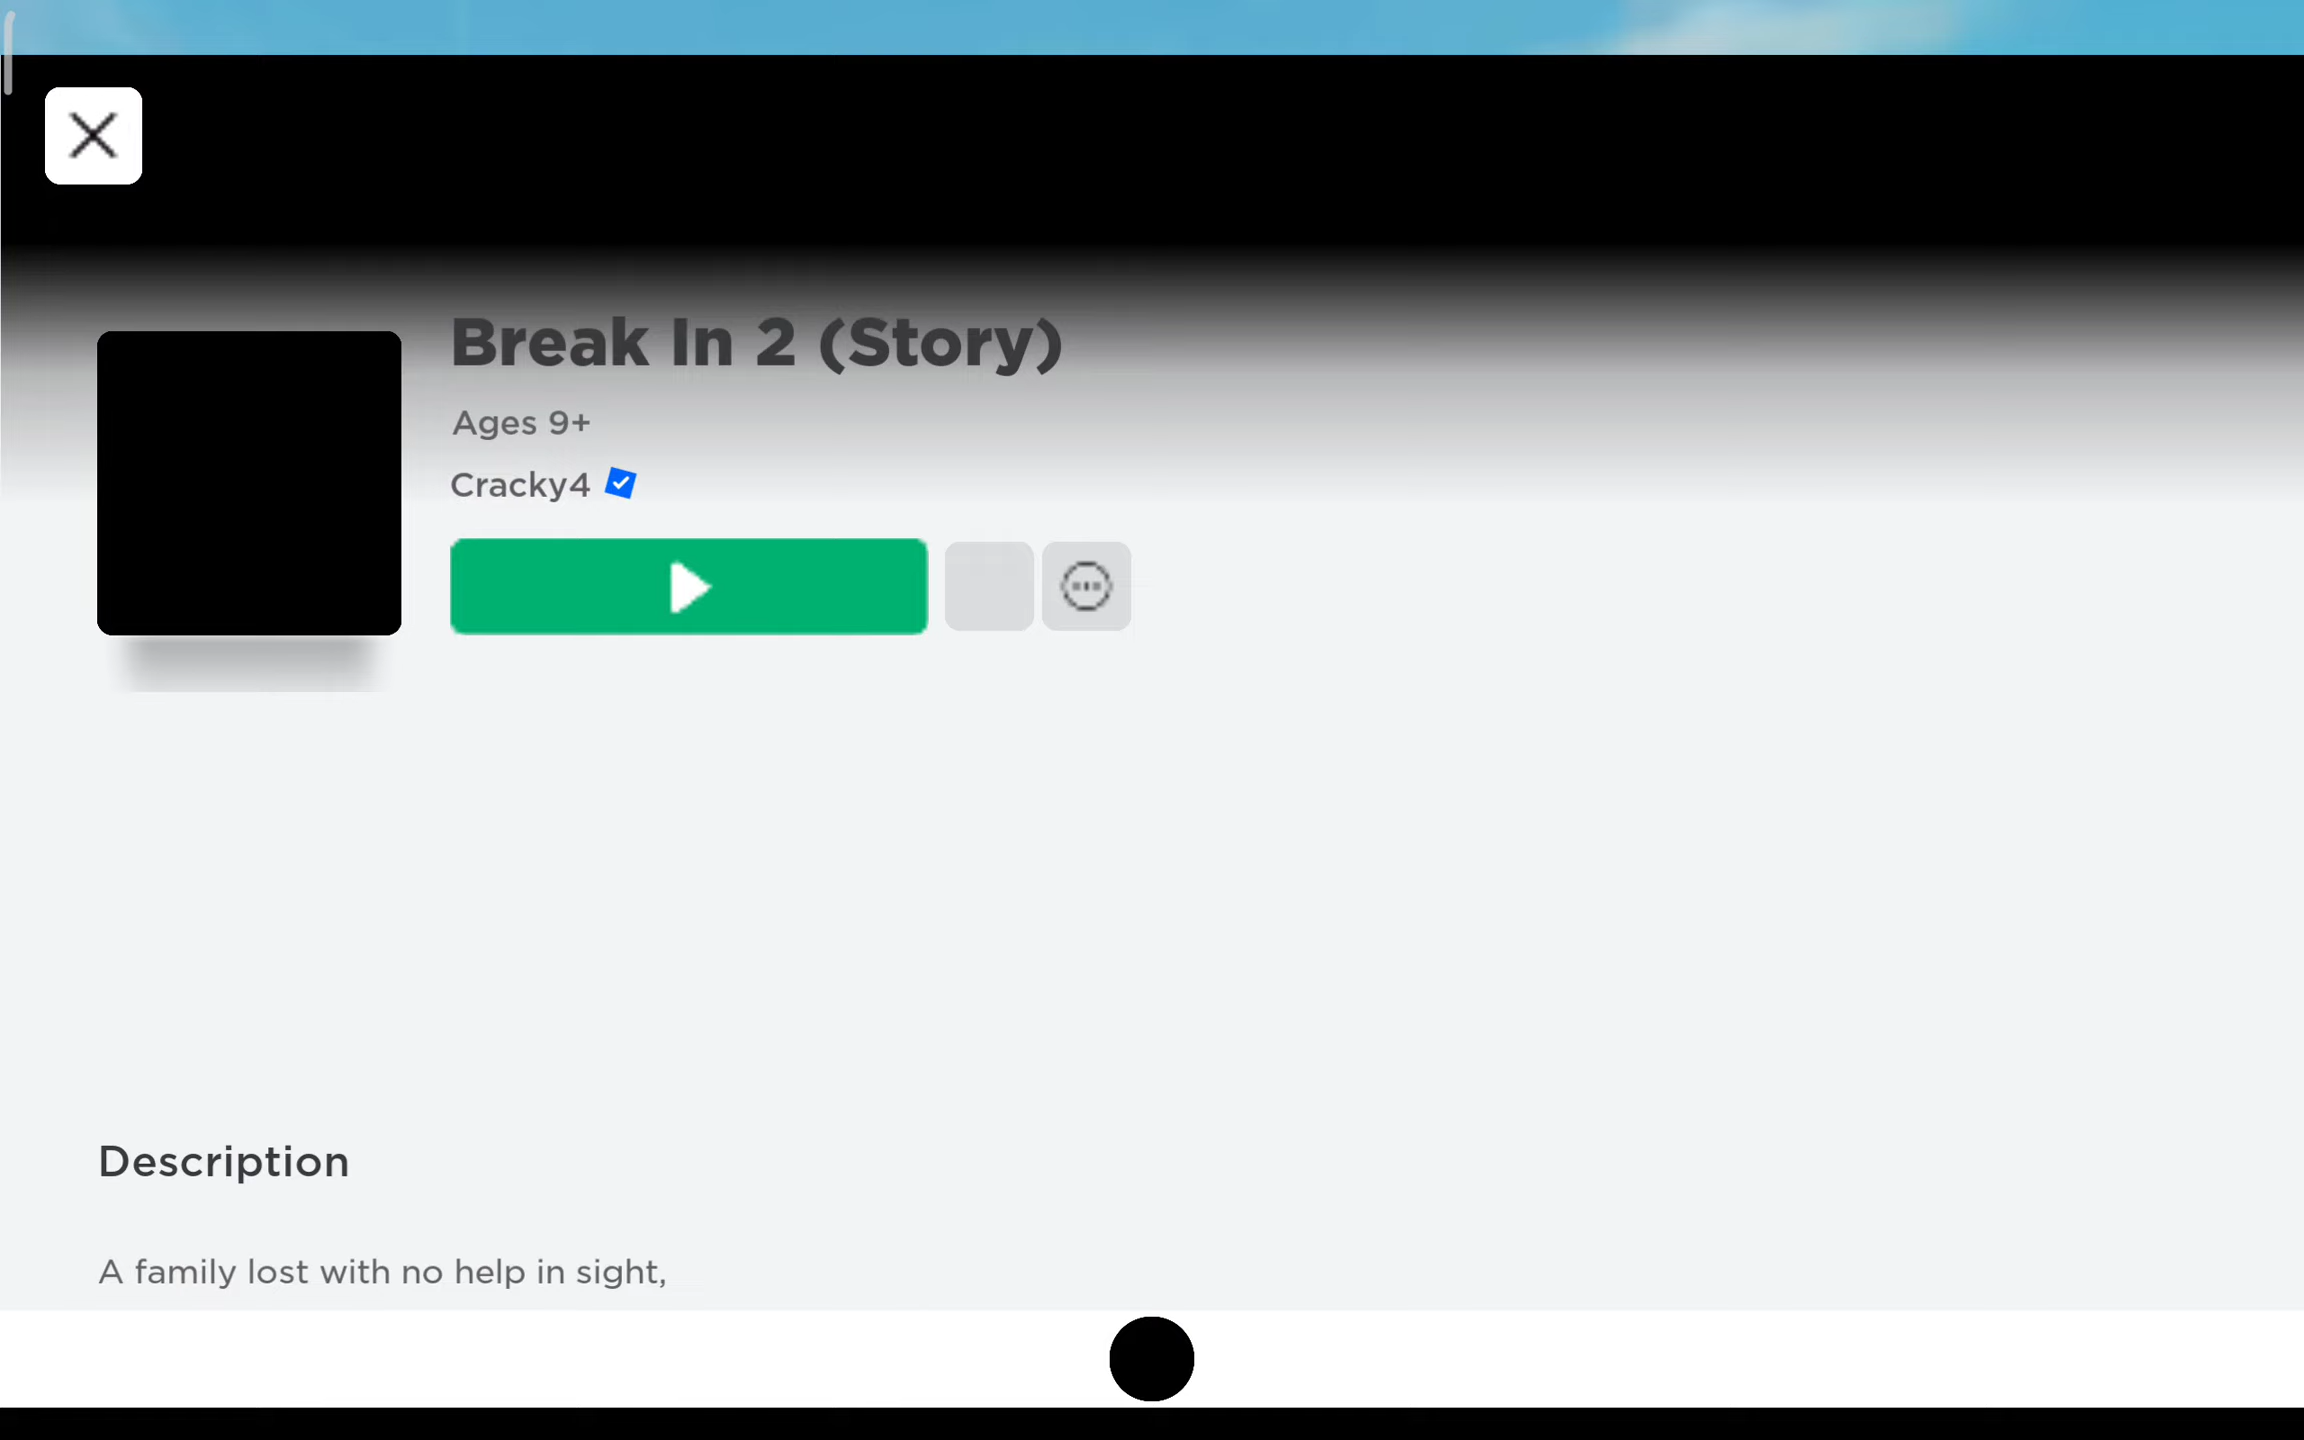 Break In 2 (Story)
Ages 9+
Cracky4
Description
A family lost with no help in sight,